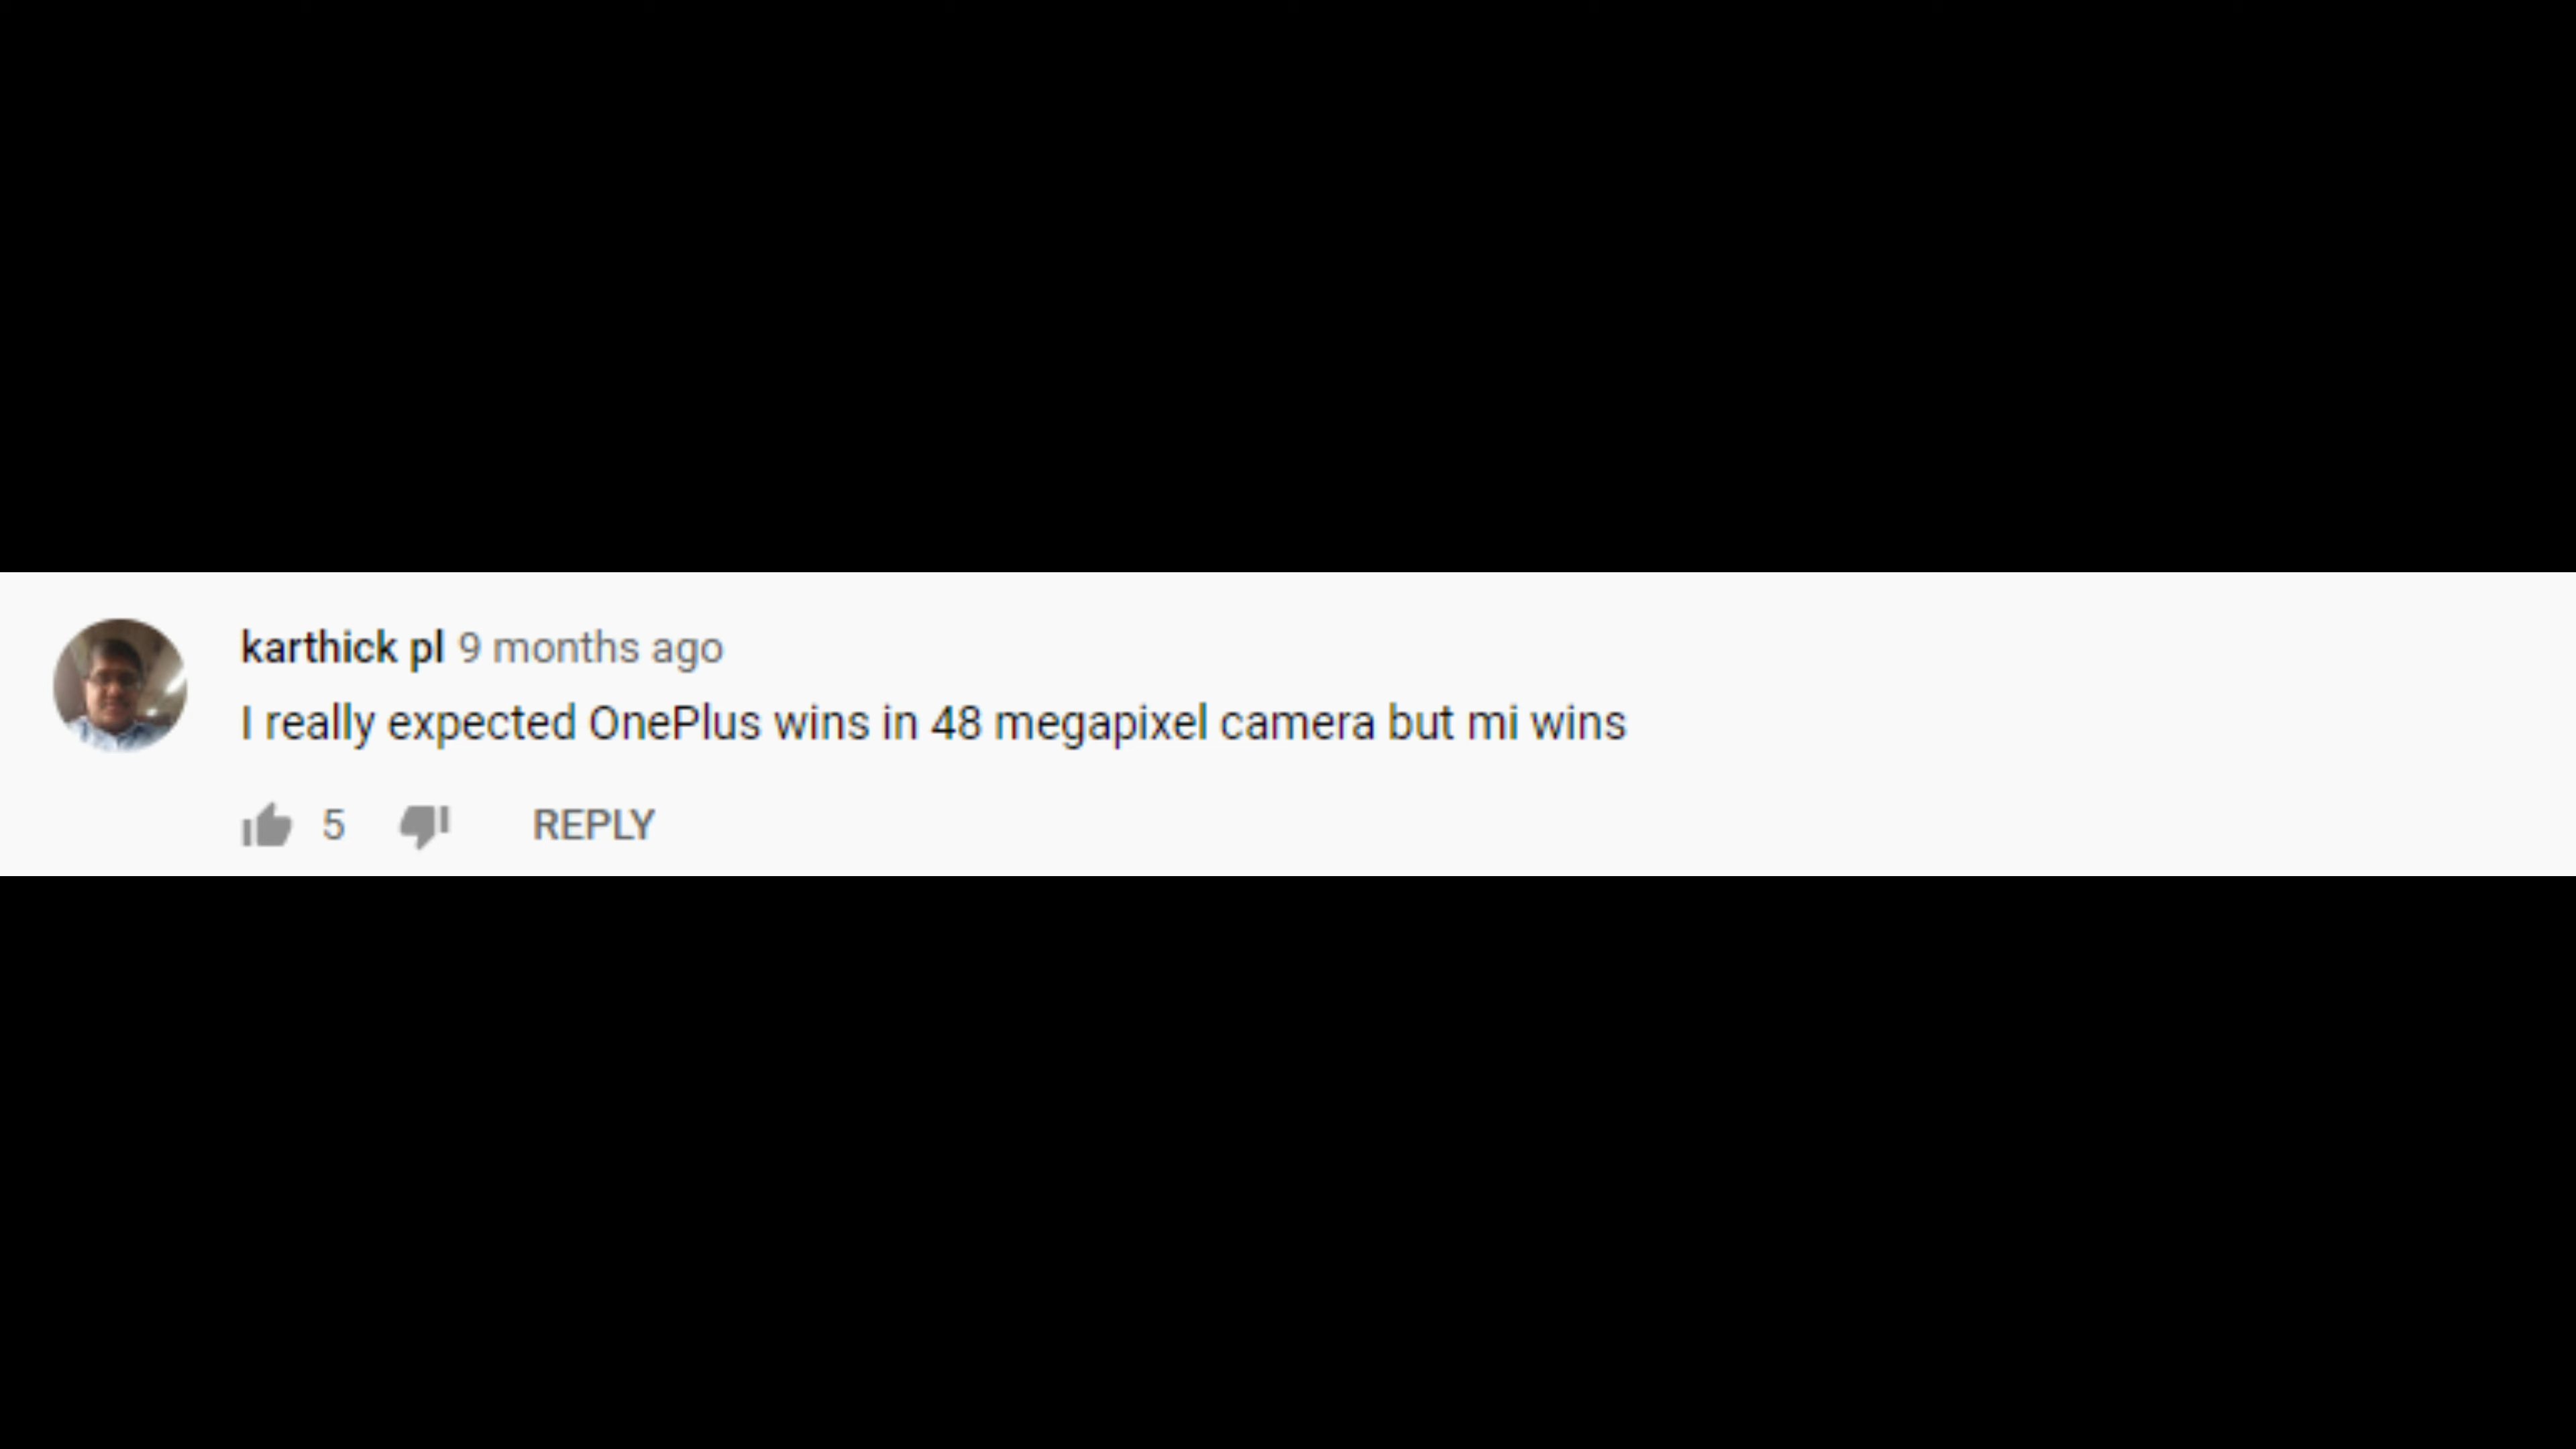 karthick pl 9 months ago
I really expected OnePlus wins in 48 megapixel camera but mi wins
5 REPLY